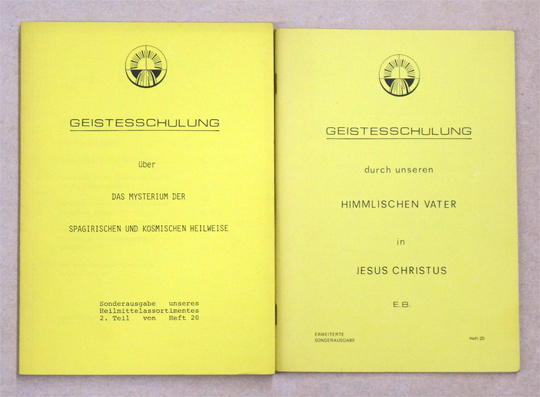 GEISTESSCHULUNG
über
DAS MYSTERIUM DER
SPAGIRISCHEN UND KOSMISCHEN HEILWEISE
Sonderausgabe unseres
Heilmittelassortimentes
2. Teil von Heft 20
GEISTESSCHULUNG
durch unseren
HIMMLISCHEN VATER
in
JESUS CHRISTUS
E.B.
ERWEITERTE
SONDERAUSGABE
Heft 20